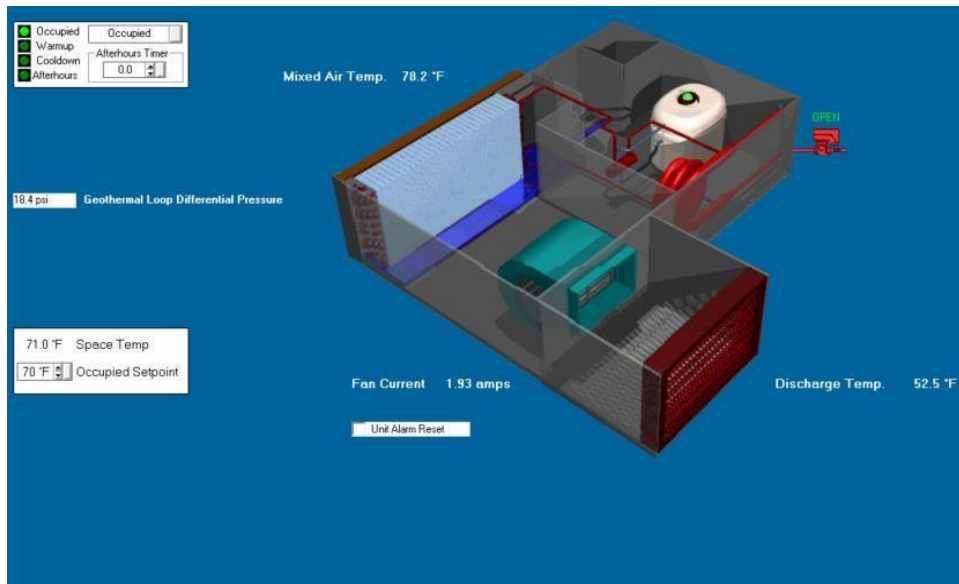 Occupied
Warmup
Cooldown
Afterhours
Occupied
Afterhours Timer
0.0
Mixed Air Temp. 78.2 °F
OPEN
18.4 psi Geothermal Loop Differential Pressure
71.0 °F Space Temp
70 °F Occupied Setpoint
Fan Current 1.93 amps
Discharge Temp. 52.5 °F
Unit Alarm Reset